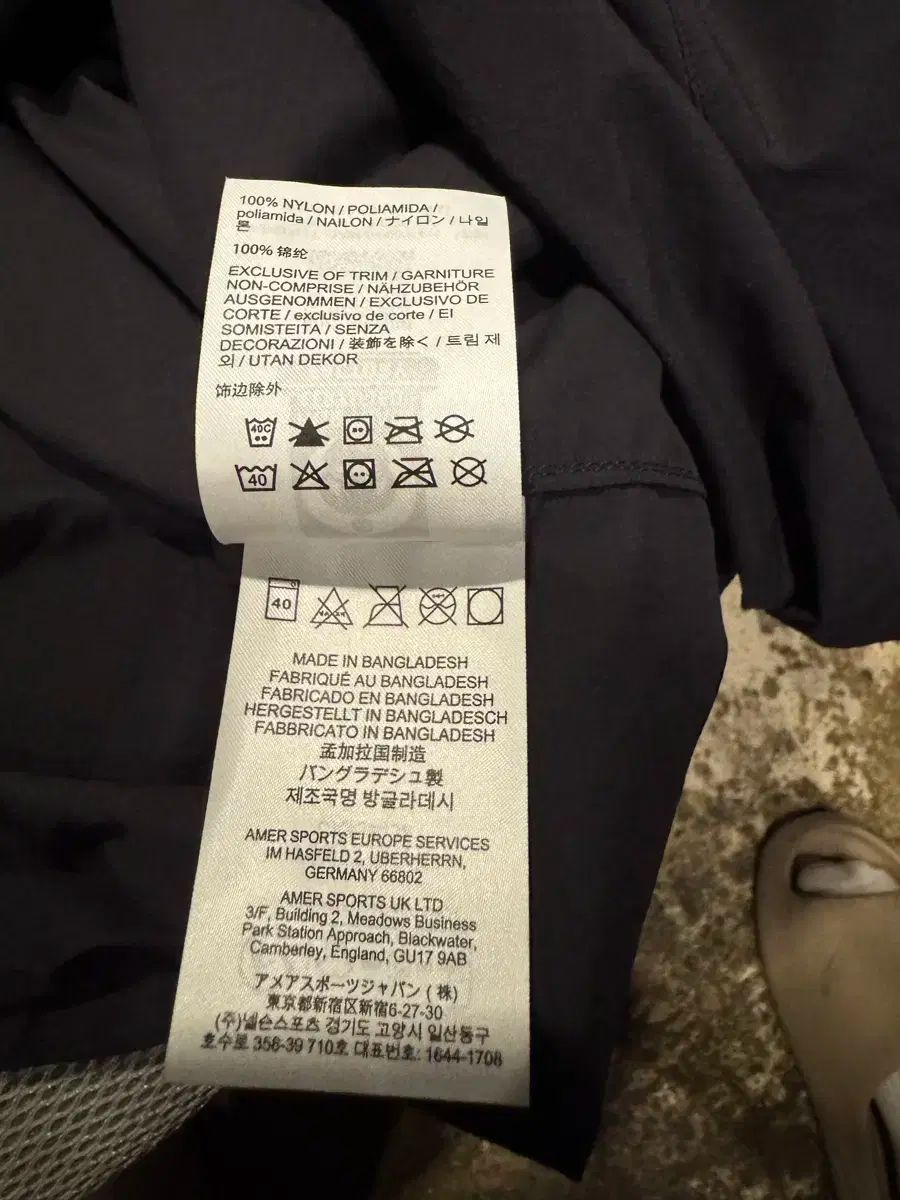 100% NYLON / POLIAMIDA /
poliamida / NAILON / ナイロン / 나일
론
100% 锦纶
EXCLUSIVE OF TRIM / GARNITURE
NON-COMPRISE / NÄHZUBEHÖR
AUSGENOMMEN / EXCLUSIVO DE
CORTE / exclusivo de corte / EI
SOMISTEITA / SENZA
DECORAZIONI / 装飾を除く / 트림 제
외 / UTAN DEKOR
饰边除外
40C
40
40
MADE IN BANGLADESH
FABRIQUÉ AU BANGLADESH
FABRICADO EN BANGLADESH
HERGESTELLT IN BANGLADESCH
FABBRICATO IN BANGLADESH
孟加拉国制造
バングラデシュ製
제조국명 방글라데시
AMER SPORTS EUROPE SERVICES
IM HASFELD 2, UBERHERRN,
GERMANY 66802
AMER SPORTS UK LTD
3/F, Building 2, Meadows Business
Park Station Approach, Blackwater,
Camberley, England, GU17 9AB
アメアスポーツジャパン (株)
東京都新宿区新宿6-27-30
(주)넬슨스포츠 경기도 고양시 일산동구
호수로 358-39 710호 대표번호: 1644-1708